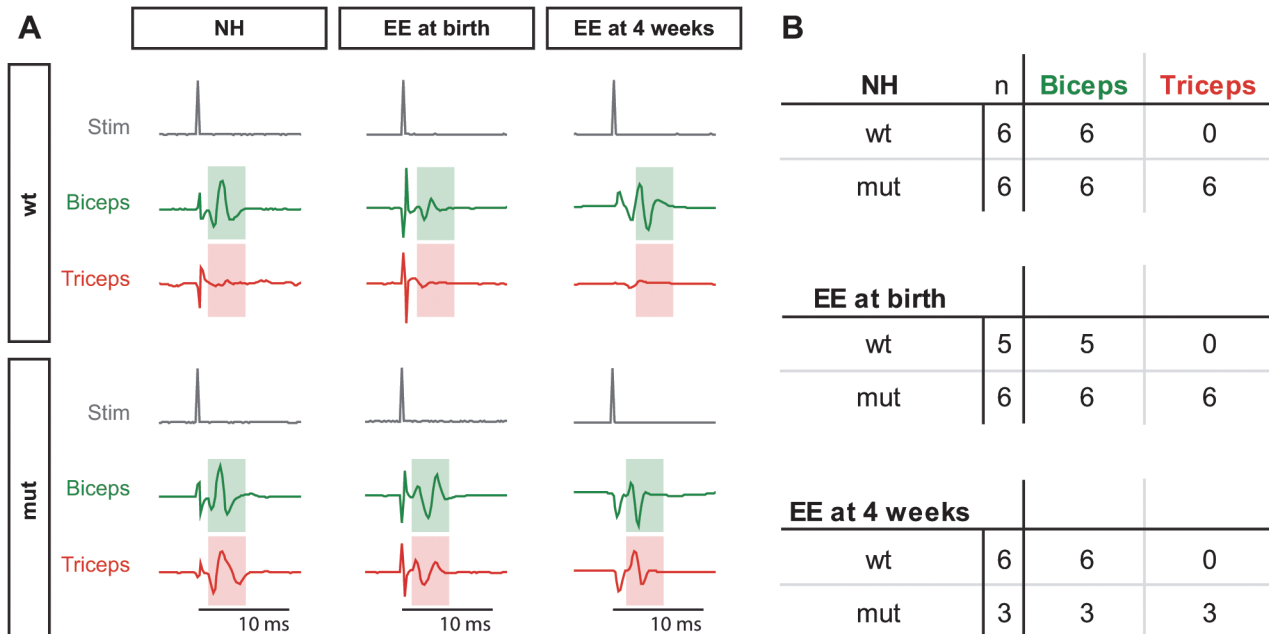 A
NH
EE at birth
EE at 4 weeks
wt
Stim
Biceps
Triceps
mut
Stim
Biceps
Triceps
10 ms
10 ms
10 ms
B
NH n Biceps Triceps
wt 6 6 0
mut 6 6 6
EE at birth
wt 5 5 0
mut 6 6 6
EE at 4 weeks
wt 6 6 0
mut 3 3 3